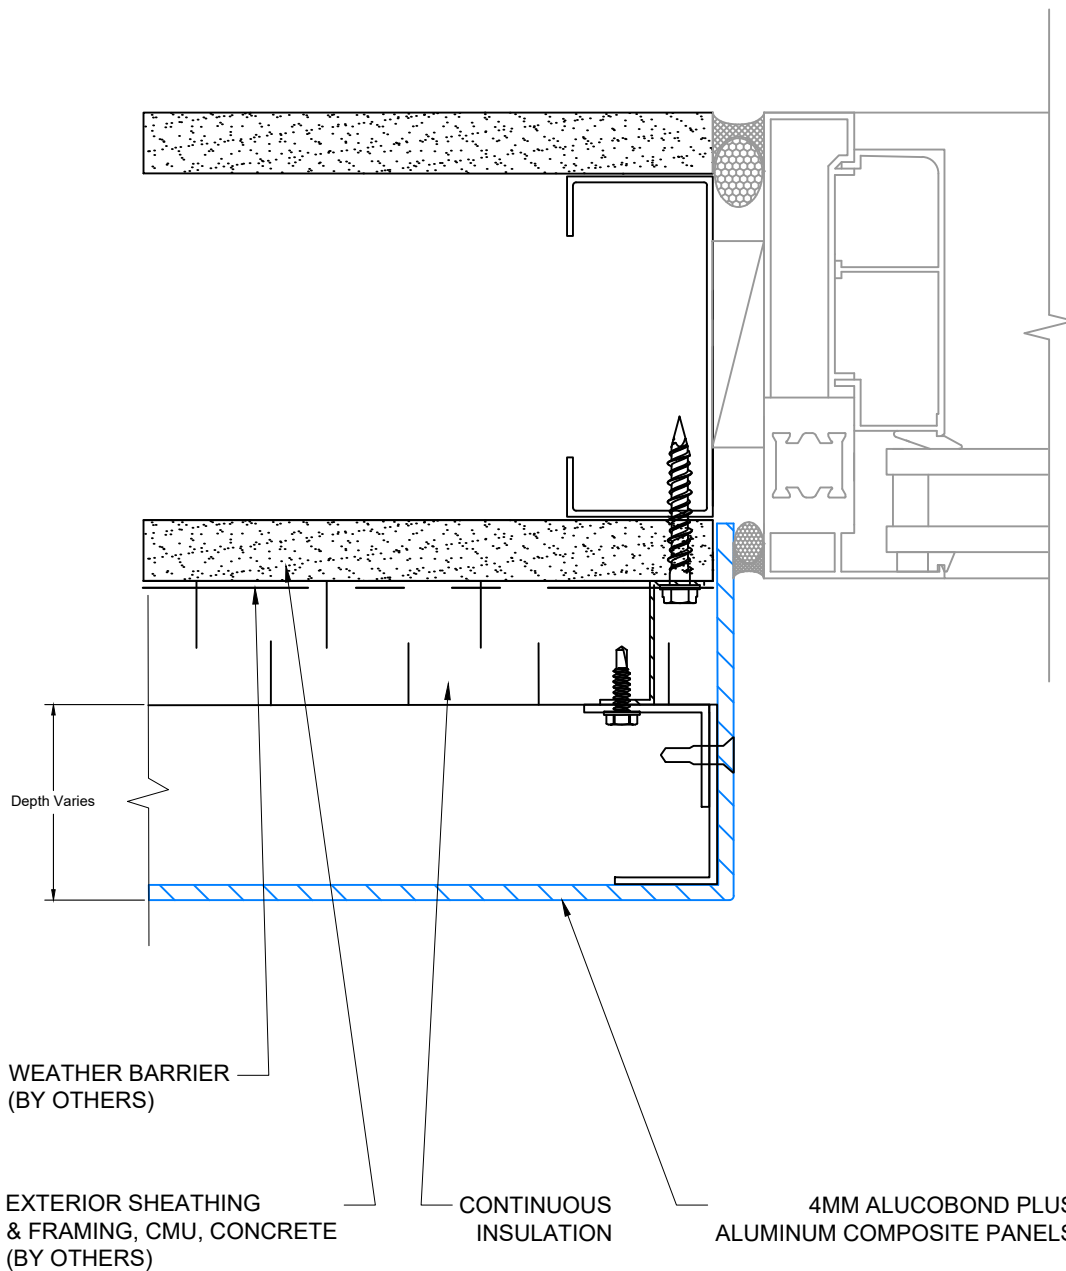 Depth Varies
WEATHER BARRIER
(BY OTHERS)
EXTERIOR SHEATHING
& FRAMING, CMU, CONCRETE
(BY OTHERS)
CONTINUOUS
INSULATION
4MM ALUCOBOND PLUS
ALUMINUM COMPOSITE PANELS